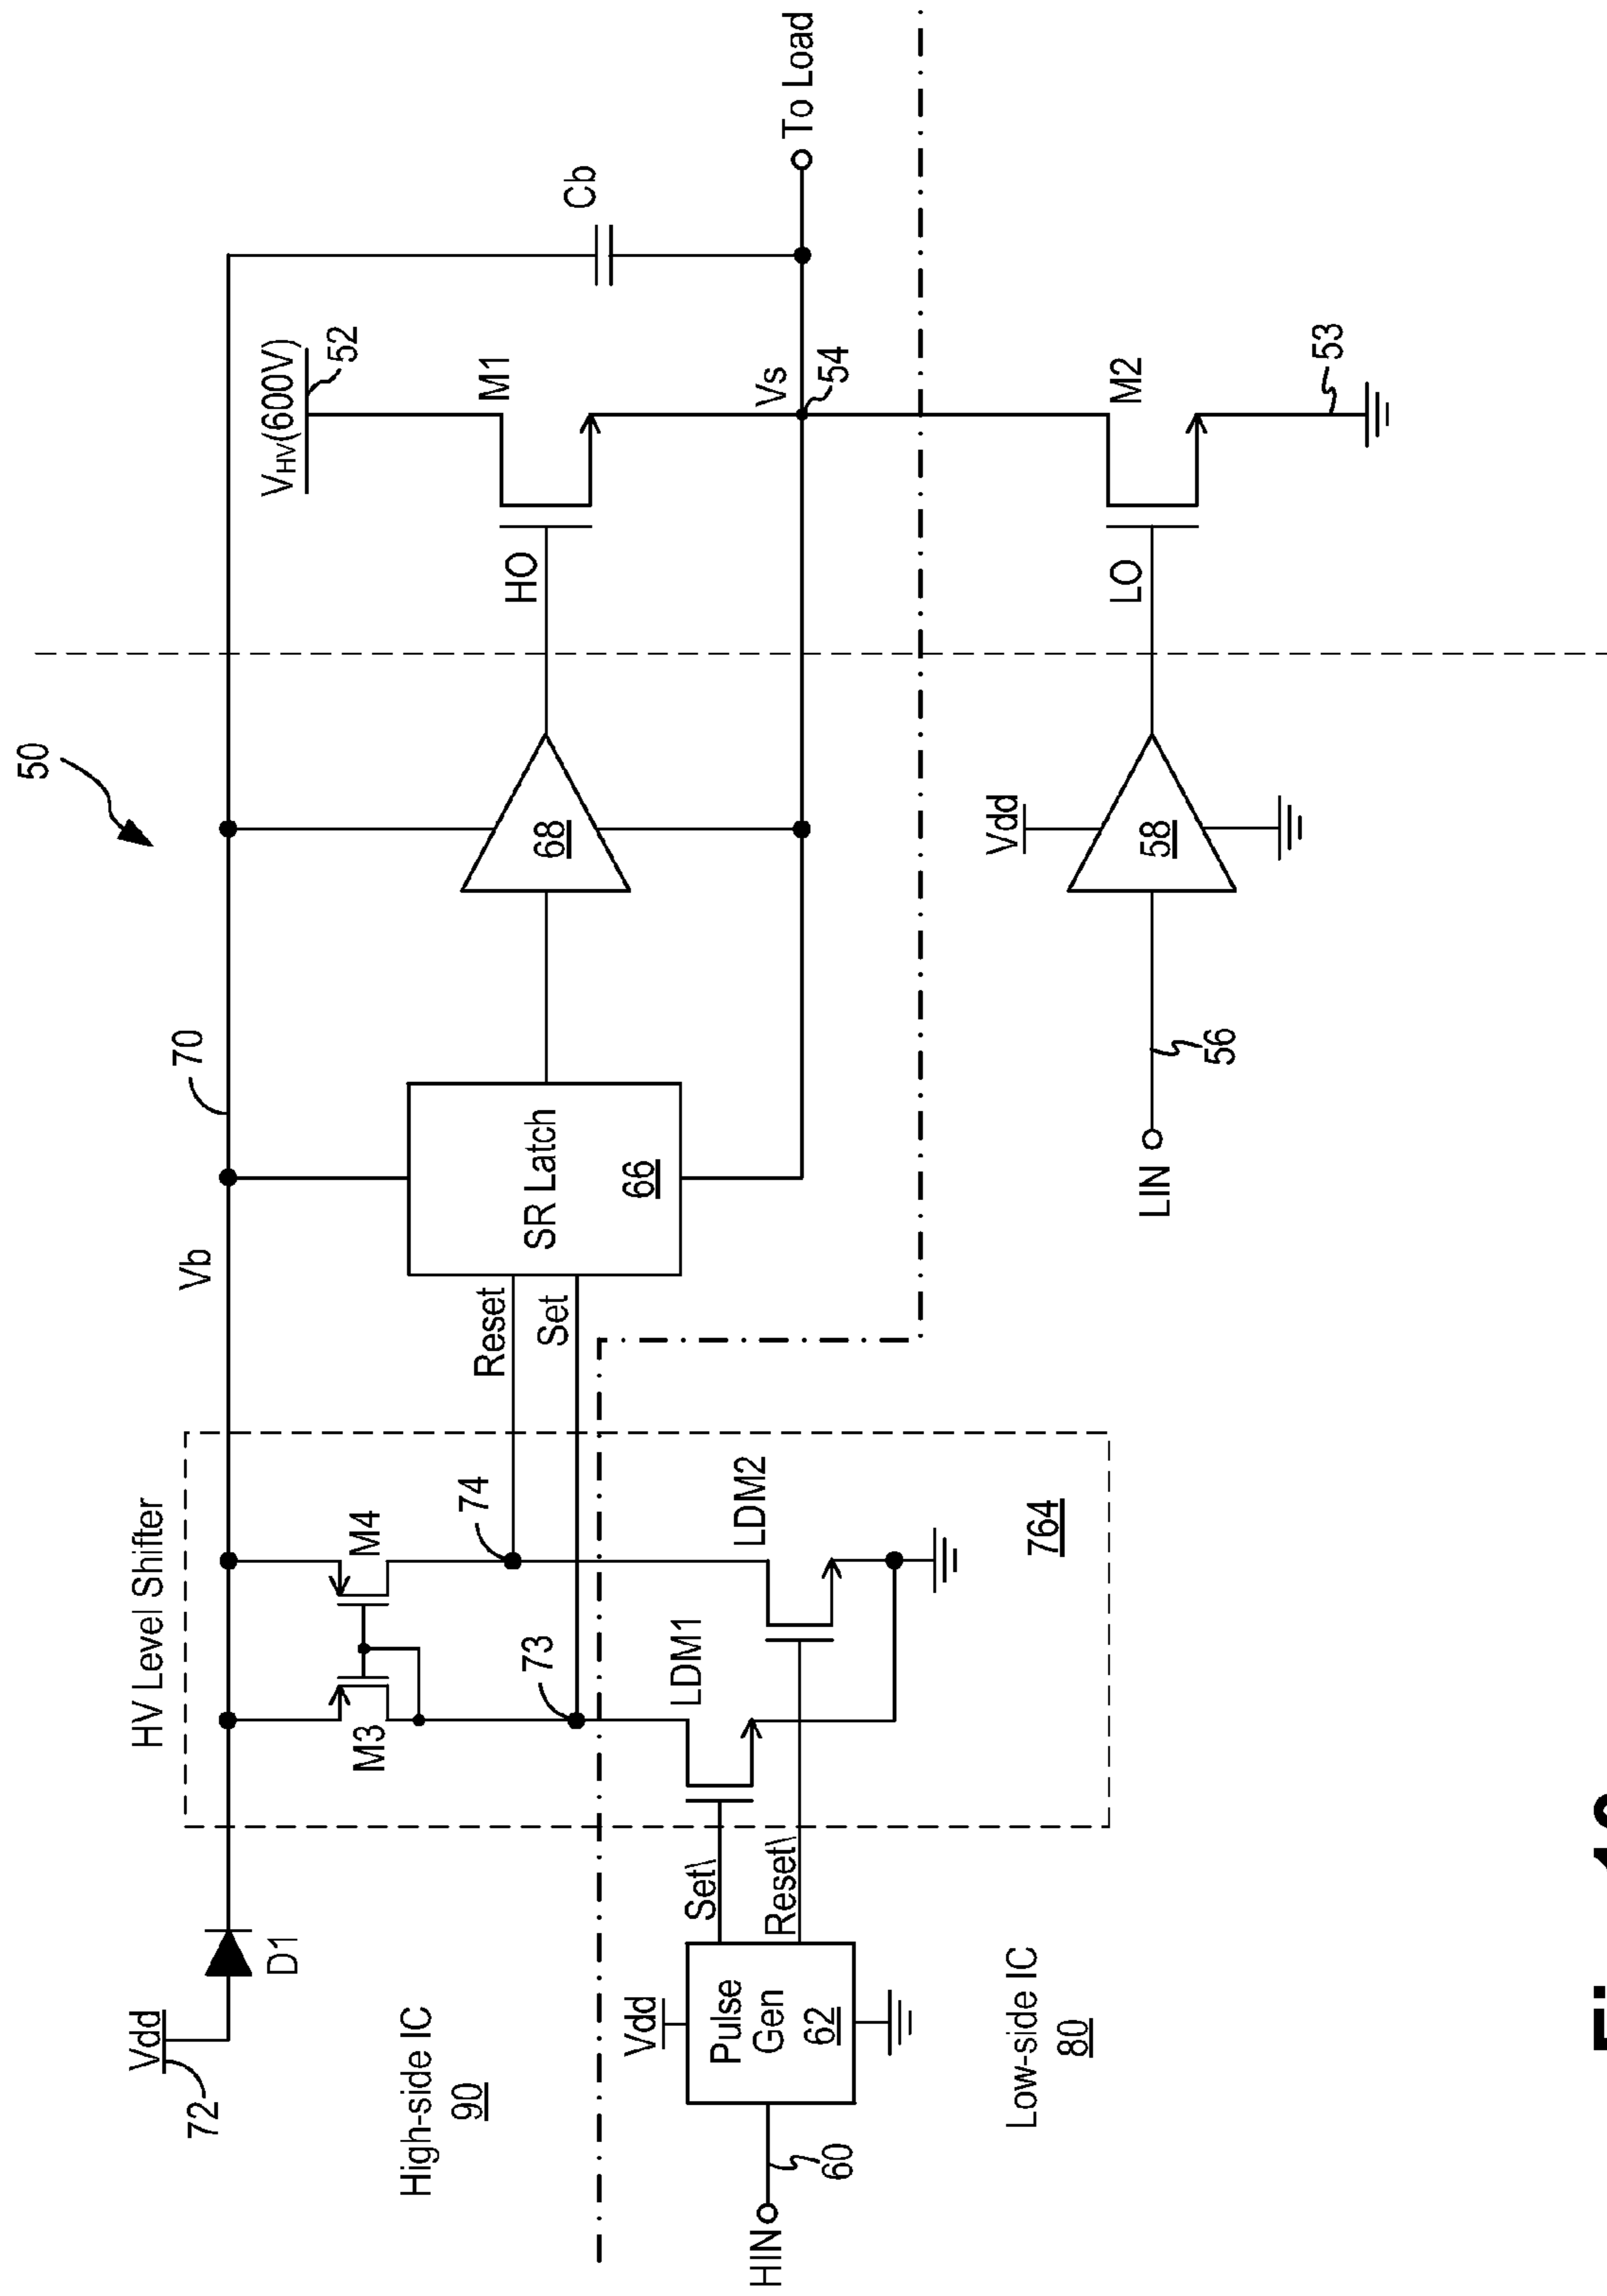 50
Vdd
72
D1
HV Level Shifter
Vb
70
VHV(600V)
52
Cb
High-side IC
90
M3
M4
73
74
Reset
Set
SR Latch
66
68
HO
M1
Vs
54
To Load
Vdd
Pulse
Gen
62
HIN
60
Set\
Reset\
LDM1
LDM2
764
Low-side IC
80
LIN
56
Vdd
58
LO
M2
53